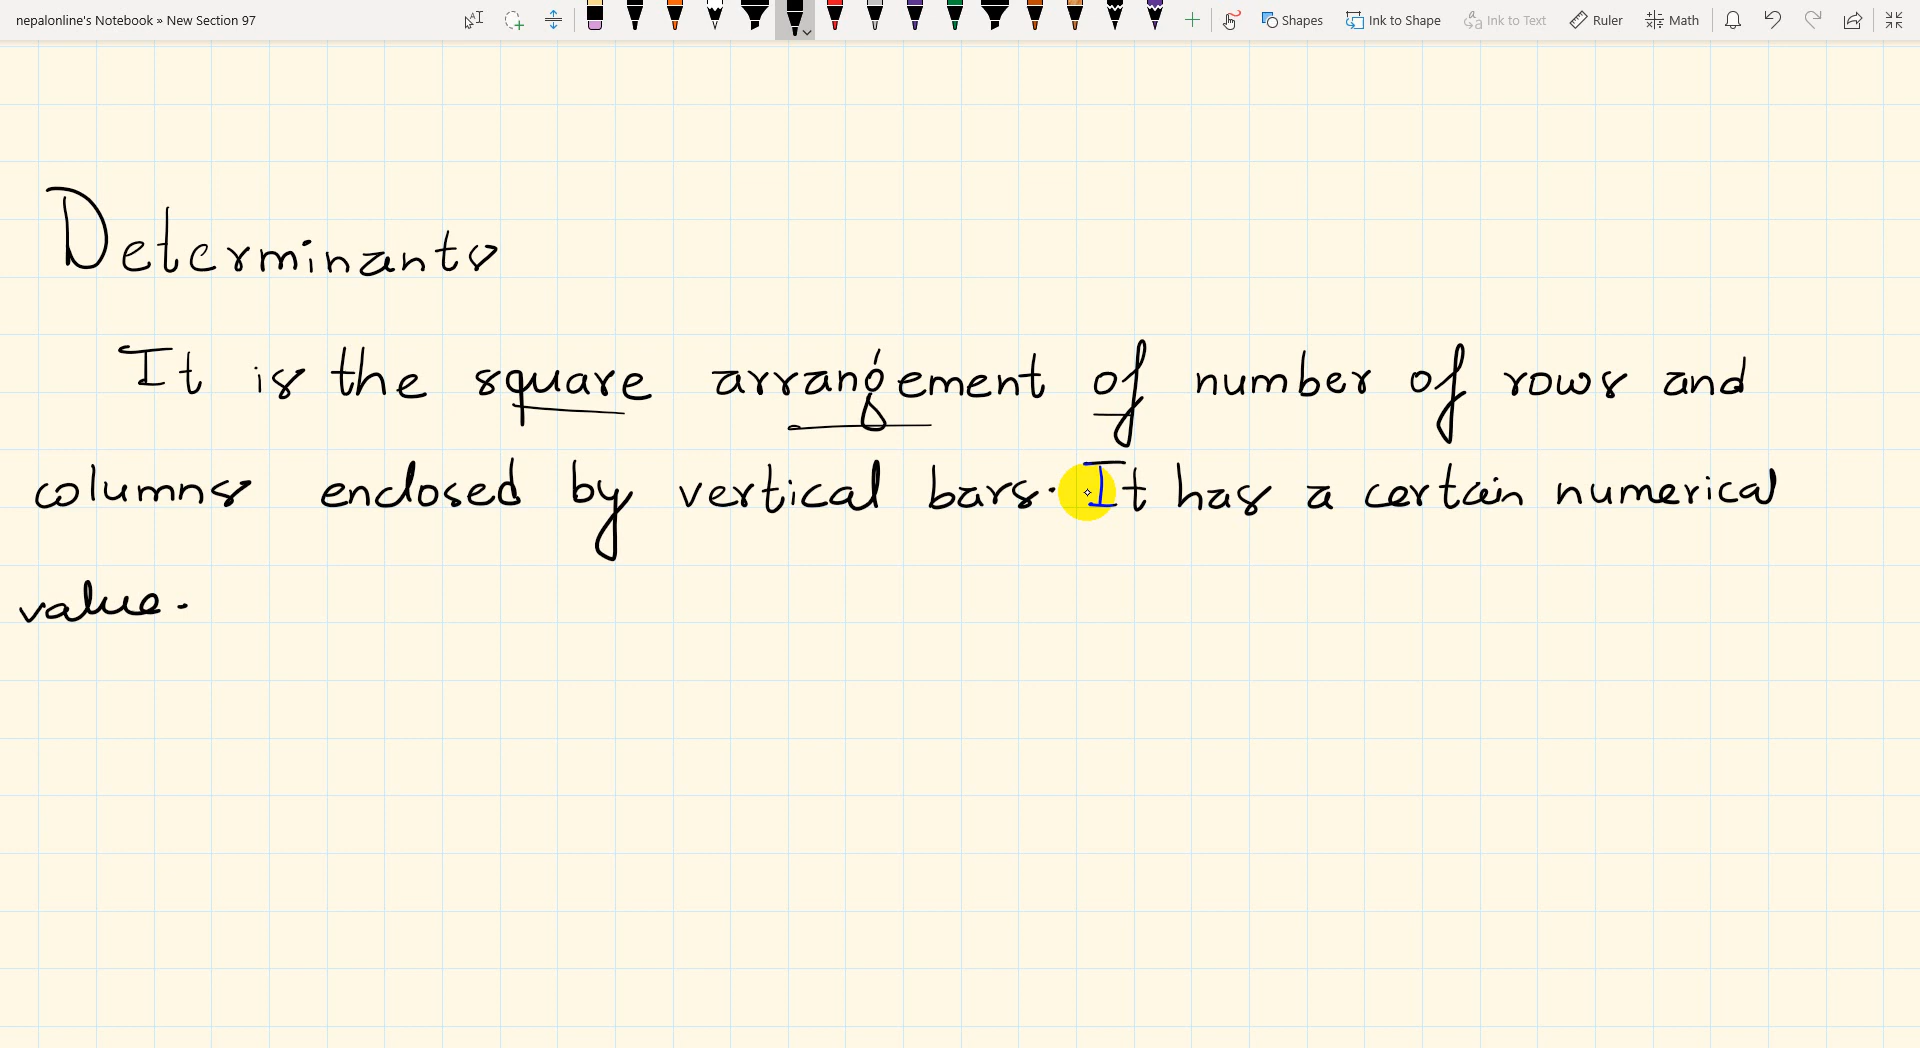 nepalonline's Notebook » New Section 97
Shapes Ink to Shape Ink to Text Ruler Math
Determinants
It is the square arrangement of number of rows and
columns enclosed by vertical bars. It has a certain numerical
value.